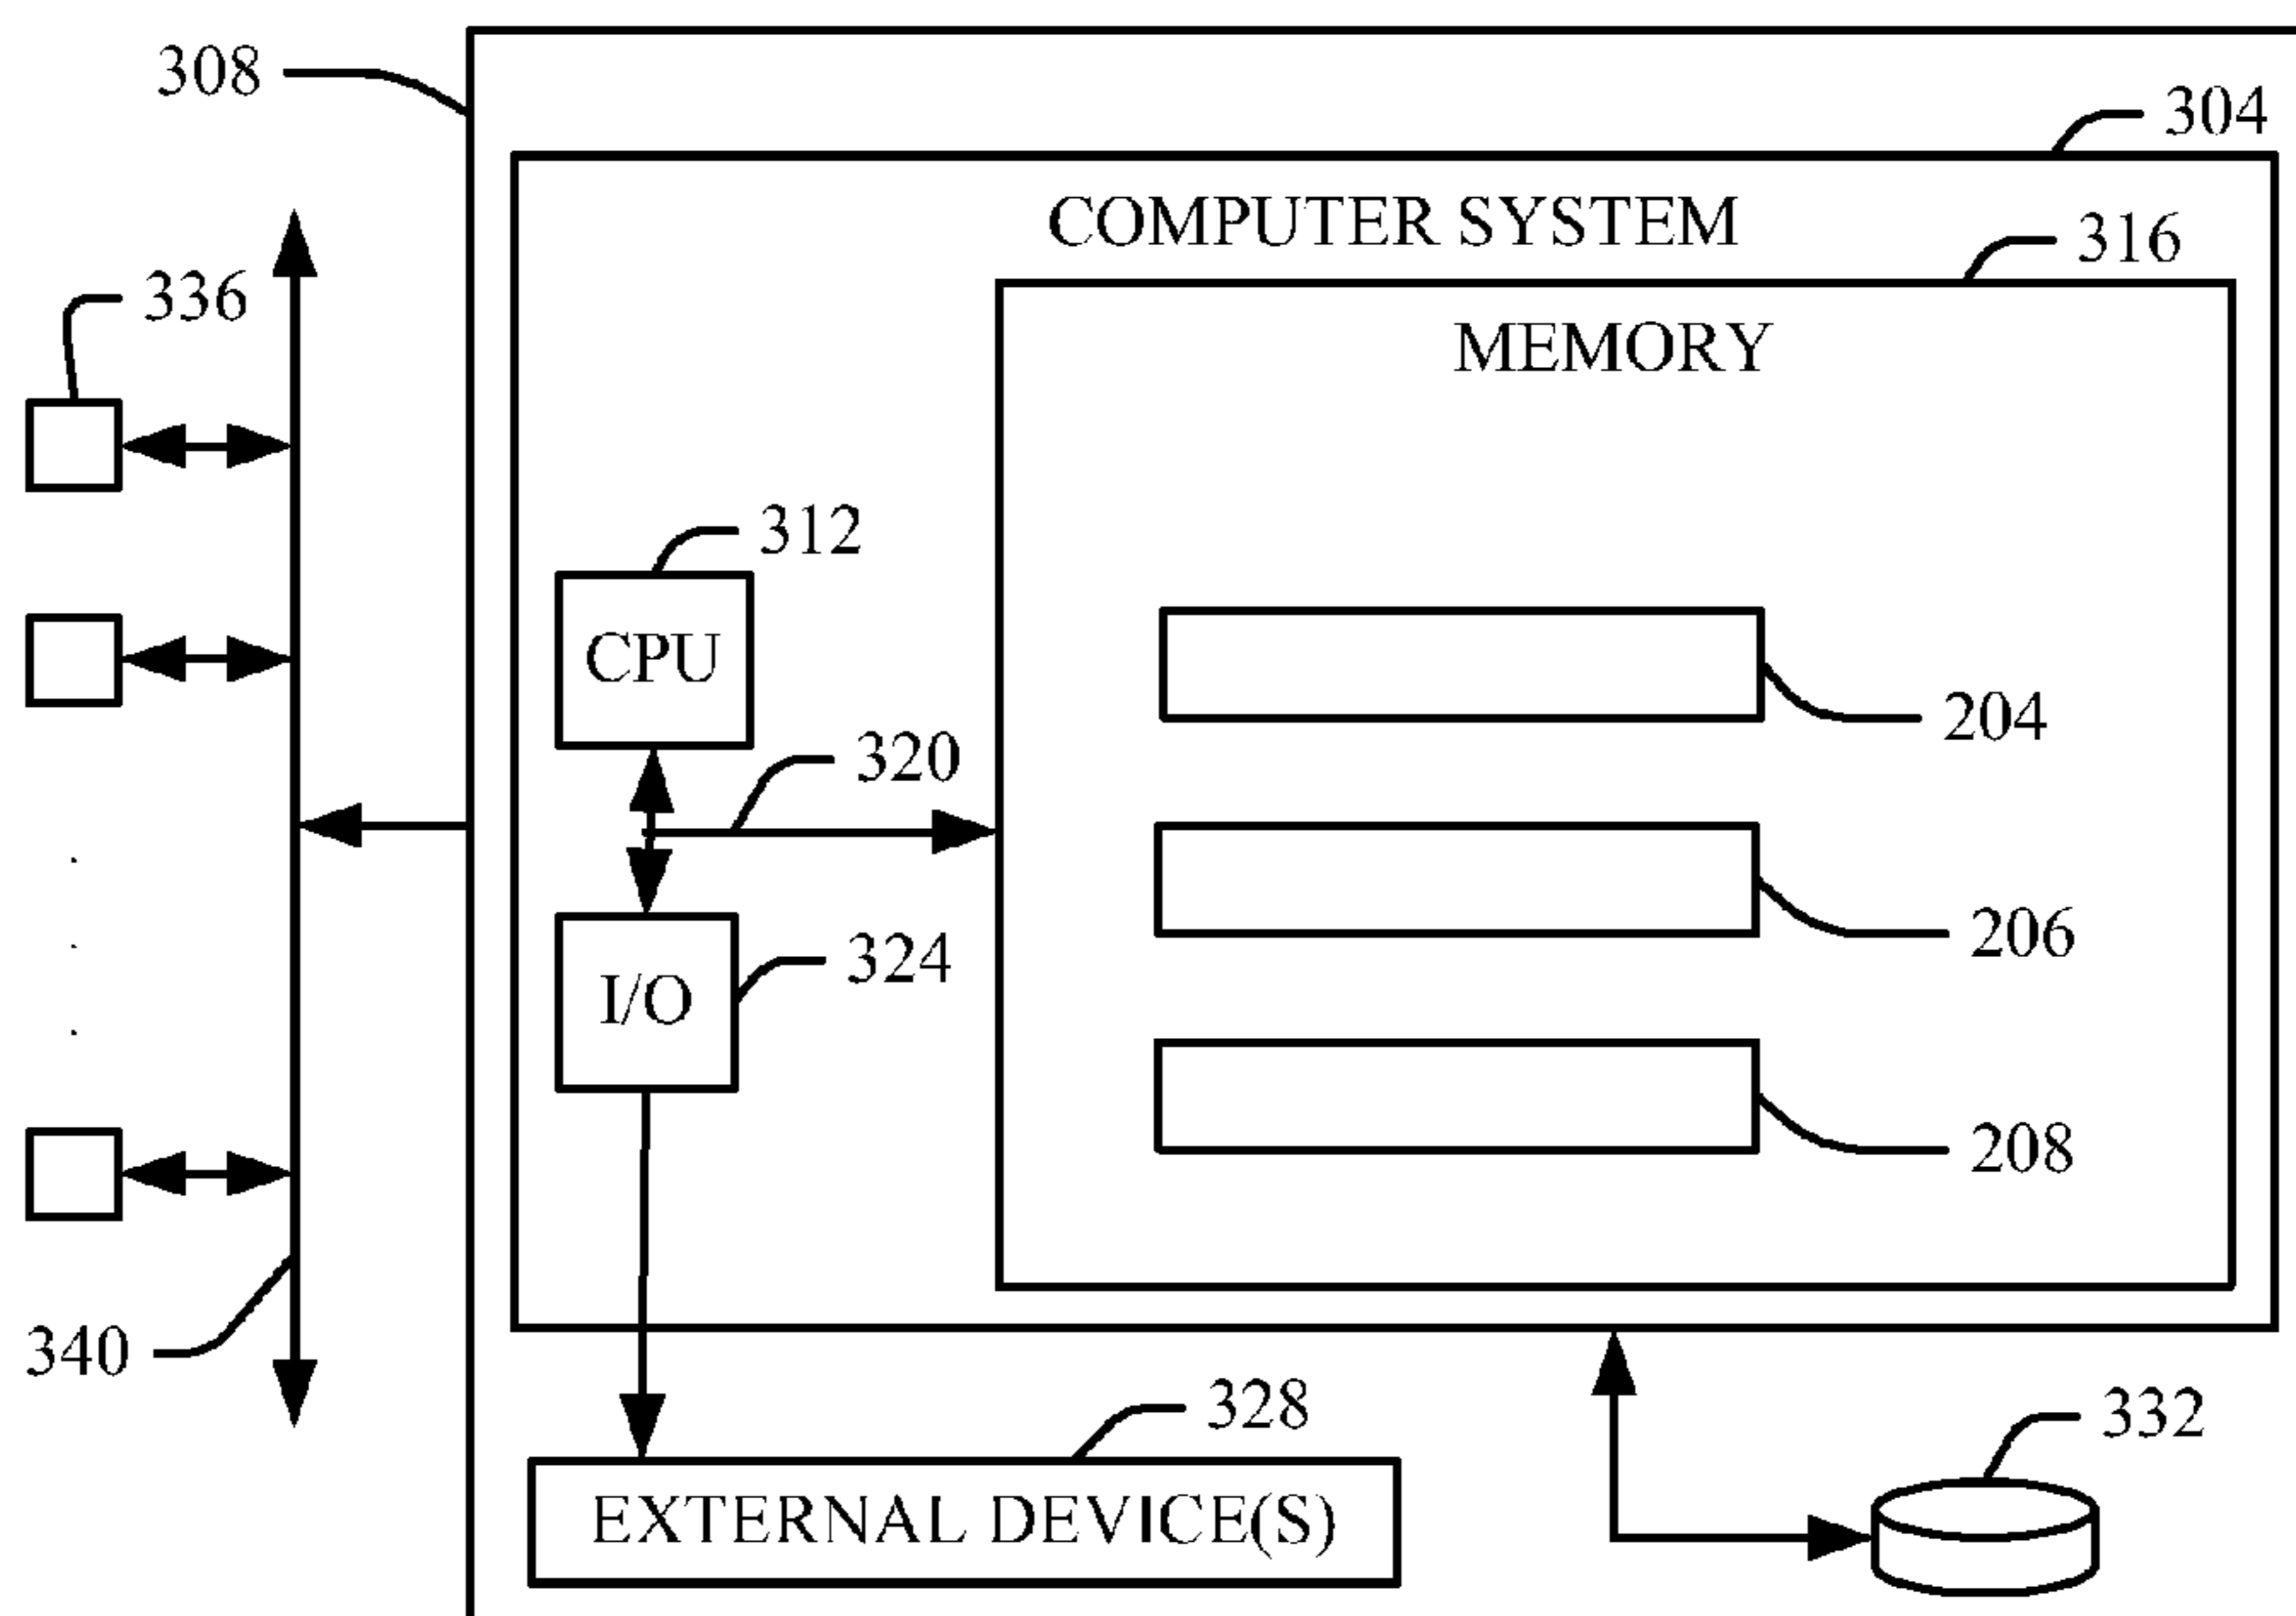 308
304
COMPUTER SYSTEM
316
336
MEMORY
312
CPU
204
320
206
324
I/O
208
340
328
332
EXTERNAL DEVICE(S)